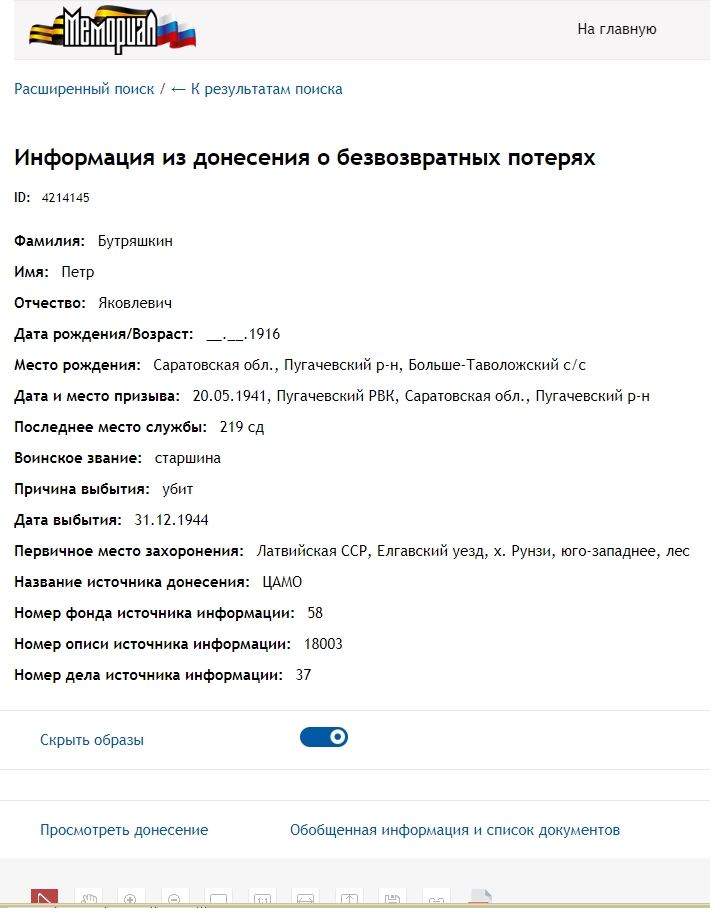 Мемориал
На главную
Расширенный поиск / ← К результатам поиска
Информация из донесения о безвозвратных потерях
ID: 4214145
Фамилия: Бутряшкин
Имя: Петр
Отчество: Яковлевич
Дата рождения/Возраст: __.__.1916
Место рождения: Саратовская обл., Пугачевский р-н, Больше-Таволожский с/с
Дата и место призыва: 20.05.1941, Пугачевский РВК, Саратовская обл., Пугачевский р-н
Последнее место службы: 219 сд
Воинское звание: старшина
Причина выбытия: убит
Дата выбытия: 31.12.1944
Первичное место захоронения: Латвийская ССР, Елгавский уезд, х. Рунзи, юго-западнее, лес
Название источника донесения: ЦАМО
Номер фонда источника информации: 58
Номер описи источника информации: 18003
Номер дела источника информации: 37
Скрыть образы
Просмотреть донесение Обобщенная информация и список документов
1:1